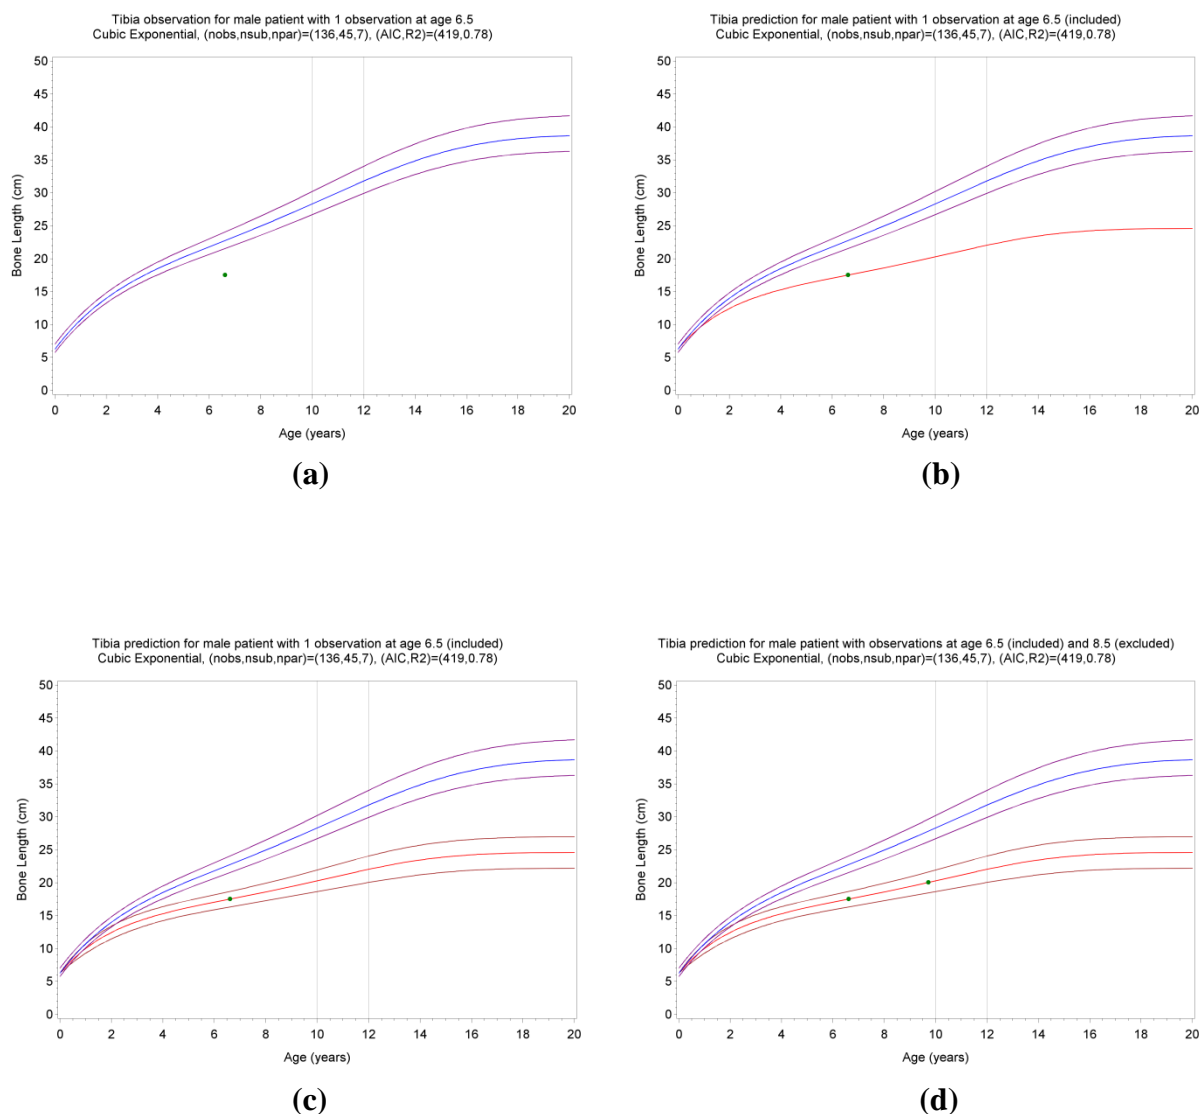 Tibia observation for male patient with 1 observation at age 6.5
Cubic Exponential, (nobs,nsub,npar)=(136,45,7), (AIC,R2)=(419,0.78)
50
45
40
35
30
25
20
15
10
5
0
Bone Length (cm)
0 2 4 6 8 10 12 14 16 18 20
Age (years)
(a)
Tibia prediction for male patient with 1 observation at age 6.5 (included)
Cubic Exponential, (nobs,nsub,npar)=(136,45,7), (AIC,R2)=(419,0.78)
50
45
40
35
30
25
20
15
10
5
0
Bone Length (cm)
0 2 4 6 8 10 12 14 16 18 20
Age (years)
(b)
Tibia prediction for male patient with 1 observation at age 6.5 (included)
Cubic Exponential, (nobs,nsub,npar)=(136,45,7), (AIC,R2)=(419,0.78)
50
45
40
35
30
25
20
15
10
5
0
Bone Length (cm)
0 2 4 6 8 10 12 14 16 18 20
Age (years)
(c)
Tibia prediction for male patient with observations at age 6.5 (included) and 8.5 (excluded)
Cubic Exponential, (nobs,nsub,npar)=(136,45,7), (AIC,R2)=(419,0.78)
50
45
40
35
30
25
20
15
10
5
0
Bone Length (cm)
0 2 4 6 8 10 12 14 16 18 20
Age (years)
(d)